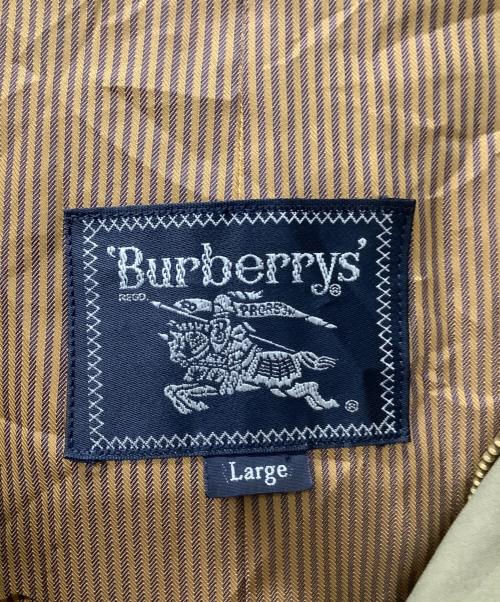 'Burberrys'®
REGD.
PRORSUM
®
Large